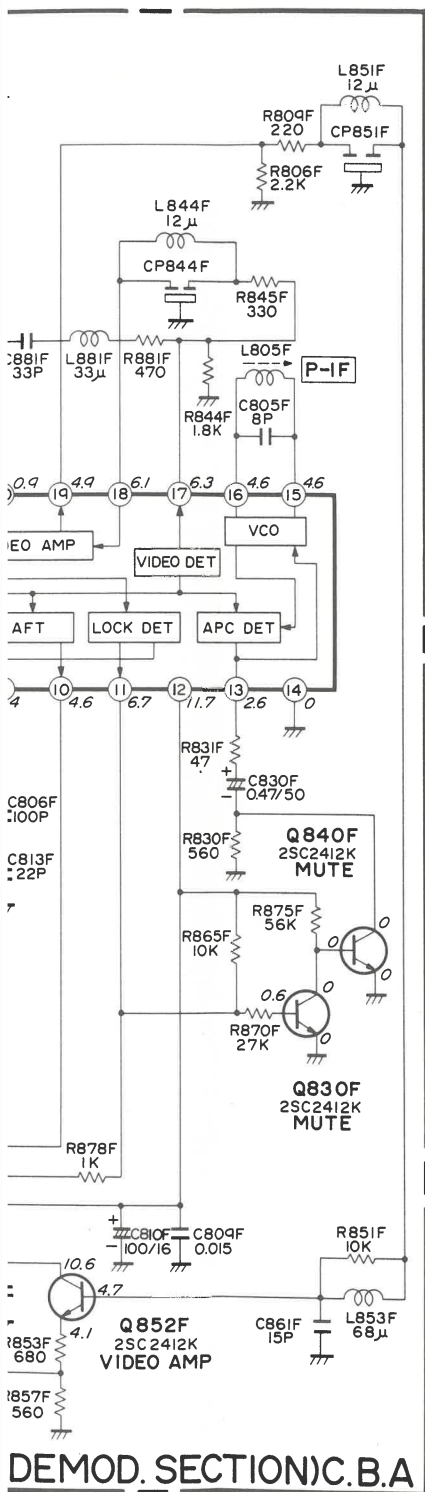 L851F
12μ
R809F
220
CP851F
R806F
2.2K
L844F
12μ
CP844F
R845F
330
C881F
33P
L881F
33μ
R881F
470
R844F
1.8K
L805F
P-1F
C805F
8P
0.9
19
4.9
18
6.1
17
6.3
16
4.6
15
4.6
DEO AMP
VIDEO DET
VCO
AFT
LOCK DET
APC DET
4
10
4.6
11
6.7
12
11.7
13
2.6
14
0
R831F
47
+
C830F
0.47/50
-
C806F
100P
R830F
560
Q840F
2SC2412K
MUTE
C813F
22P
R865F
10K
R875F
56K
0
0
0
0.6
0
0
R870F
27K
Q830F
2SC2412K
MUTE
R878F
1K
+
C810F
100/16
-
C809F
0.015
R851F
10K
10.6
4.7
4.1
Q852F
2SC2412K
VIDEO AMP
C861F
15P
L853F
68μ
R853F
680
R857F
560
DEMOD. SECTION)C.B.A